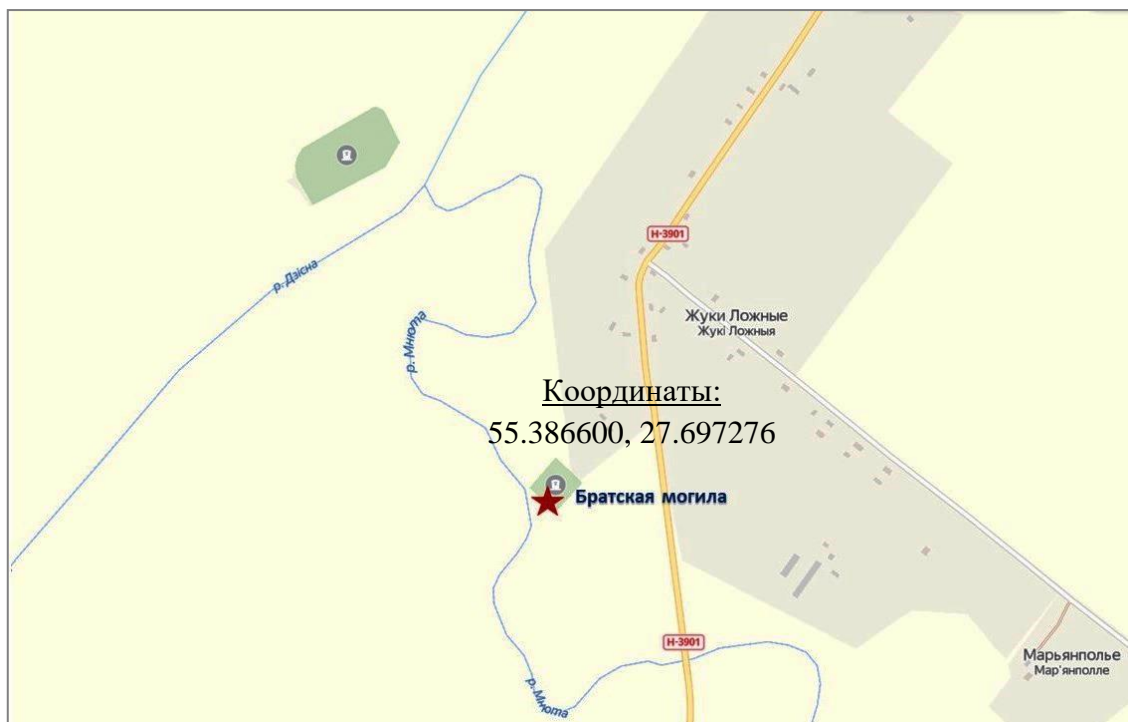 Н-3901
р. Дзісна
Жуки Ложные
Жукі Ложныя
р. Мнюта
Координаты:
55.386600, 27.697276
Братская могила
Н-3901
Марьянполье
Мар'янполле
р. Мнюта